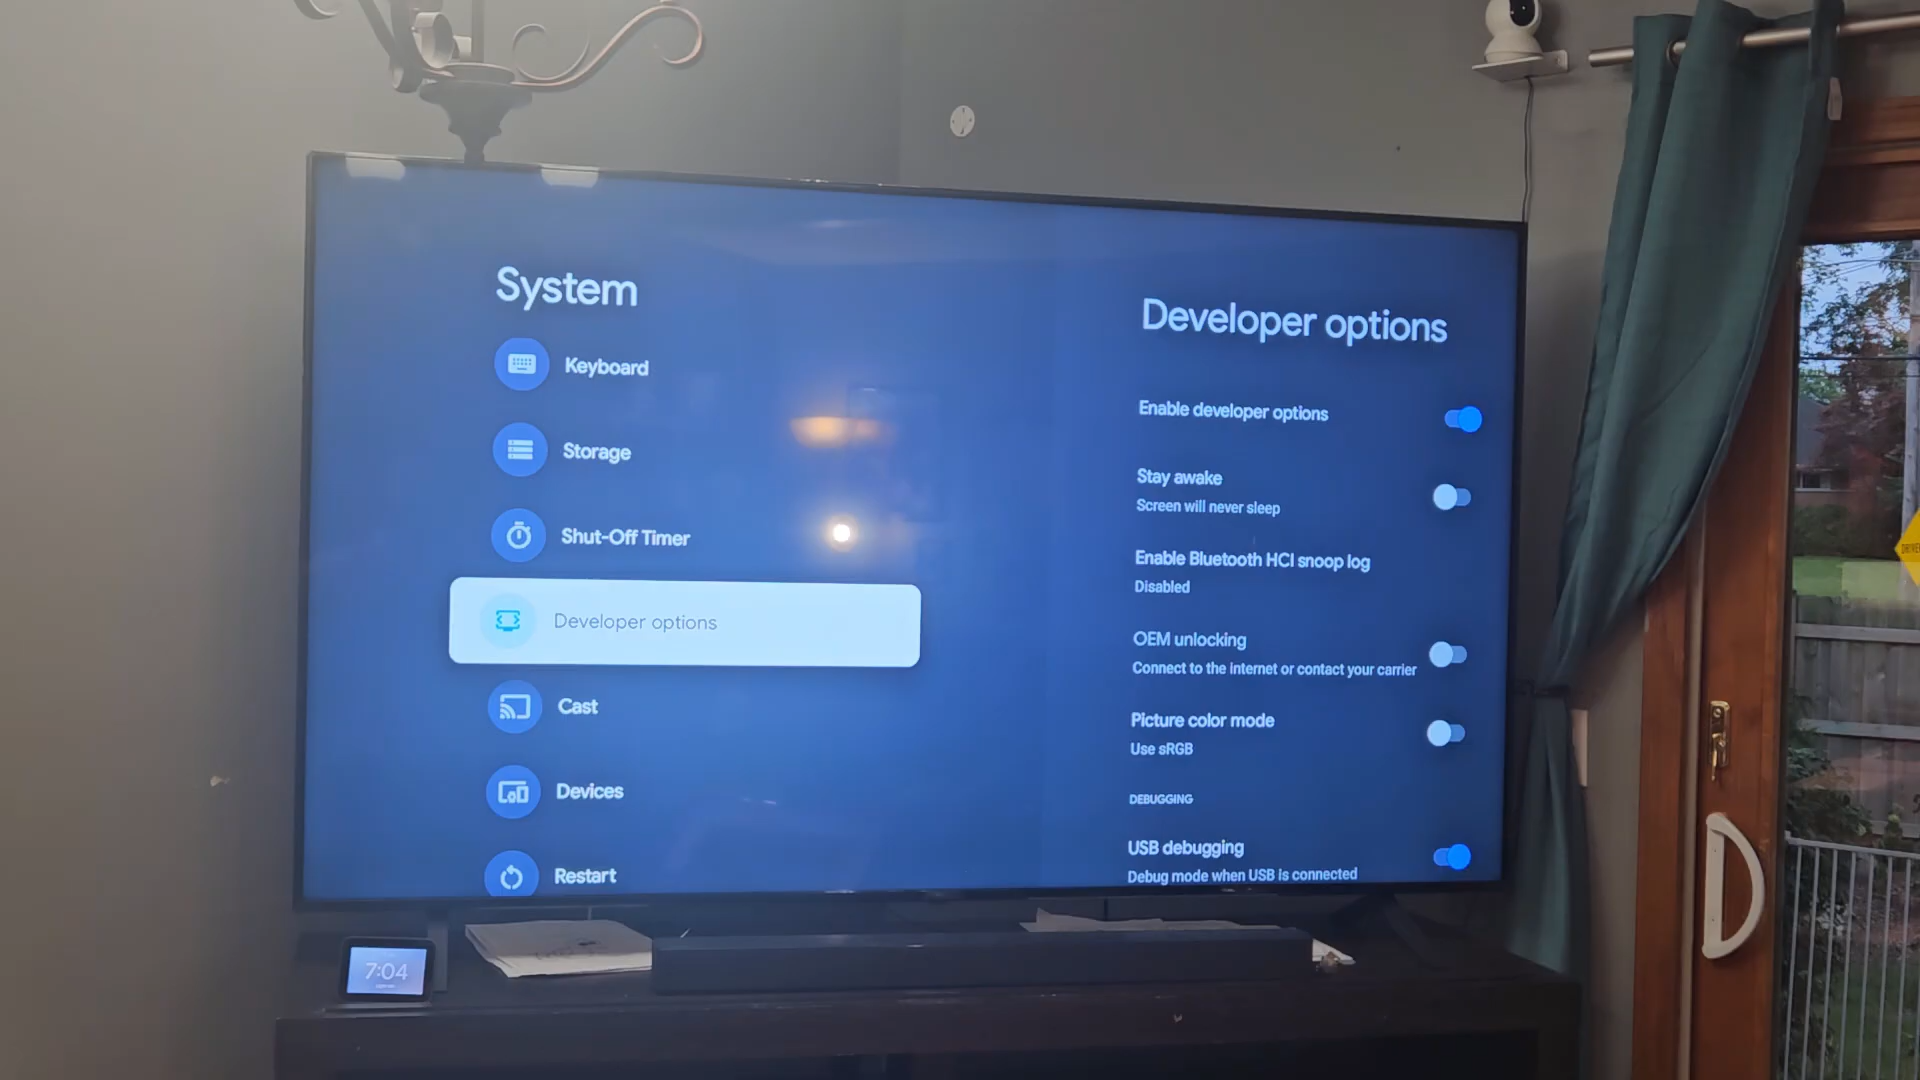 System
Keyboard
Storage
Shut-Off Timer
Developer options
Cast
Devices
Restart
Developer options
Enable developer options
Stay awake
Screen will never sleep
Enable Bluetooth HCI snoop log
Disabled
OEM unlocking
Connect to the internet or contact your carrier
Picture color mode
Use sRGB
DEBUGGING
USB debugging
Debug mode when USB is connected
7:04